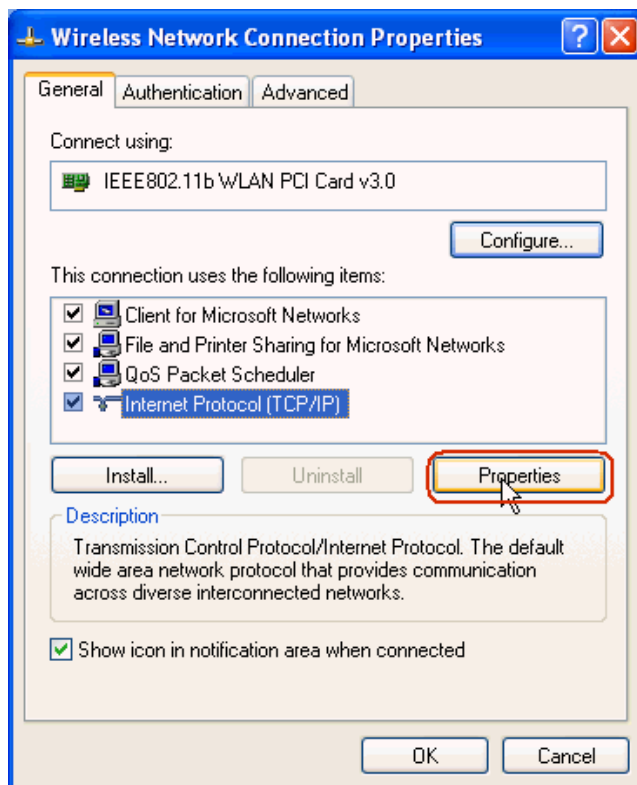 Wireless Network Connection Properties
General Authentication Advanced
Connect using:
IEEE802.11b WLAN PCI Card v3.0
Configure...
This connection uses the following items:
Client for Microsoft Networks
File and Printer Sharing for Microsoft Networks
QoS Packet Scheduler
Internet Protocol (TCP/IP)
Install... Uninstall Properties
Description
Transmission Control Protocol/Internet Protocol. The default
wide area network protocol that provides communication
across diverse interconnected networks.
Show icon in notification area when connected
OK Cancel